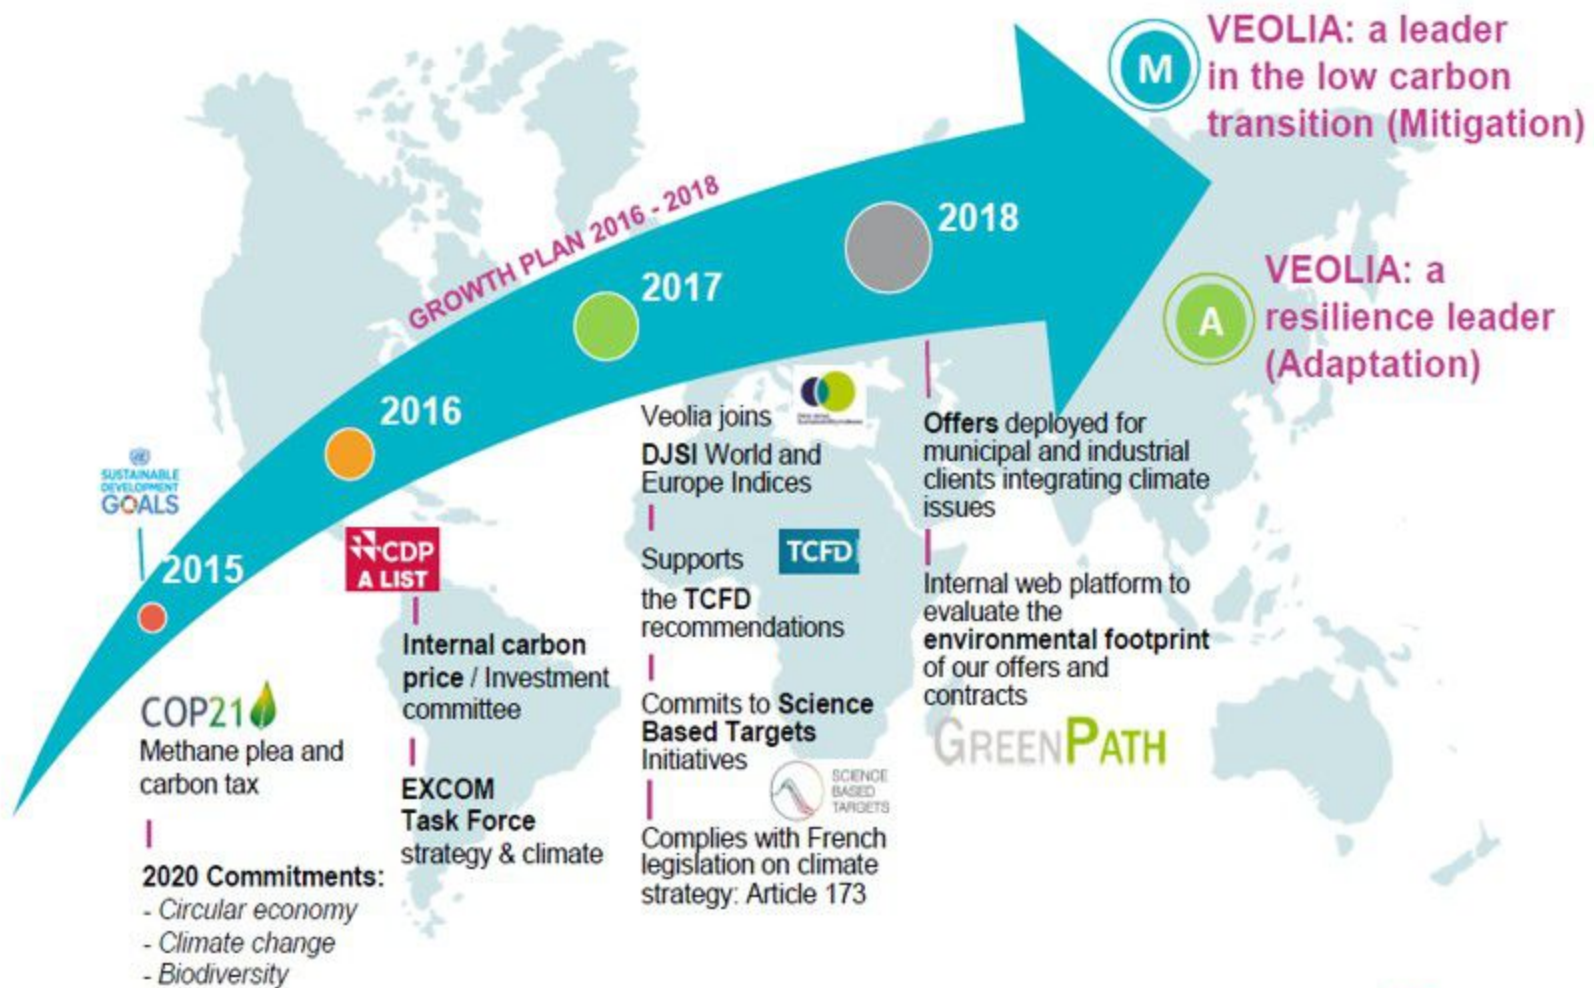 VEOLIA: a leader
in the low carbon
transition (Mitigation)
M
VEOLIA: a
resilience leader
(Adaptation)
A
GROWTH PLAN 2016 - 2018
2018
2017
2016
2015
SUSTAINABLE
DEVELOPMENT
GOALS
COP21
Methane plea and
carbon tax
2020 Commitments:
- Circular economy
- Climate change
- Biodiversity
CDP
A LIST
Internal carbon
price / Investment
committee
EXCOM
Task Force
strategy & climate
Veolia joins
DJSI World and
Europe Indices
Supports
TCFD
the TCFD
recommendations
Commits to Science
Based Targets
Initiatives
SCIENCE
BASED
TARGETS
Complies with French
legislation on climate
strategy: Article 173
Offers deployed for
municipal and industrial
clients integrating climate
issues
Internal web platform to
evaluate the
environmental footprint
of our offers and
contracts
GREENPATH